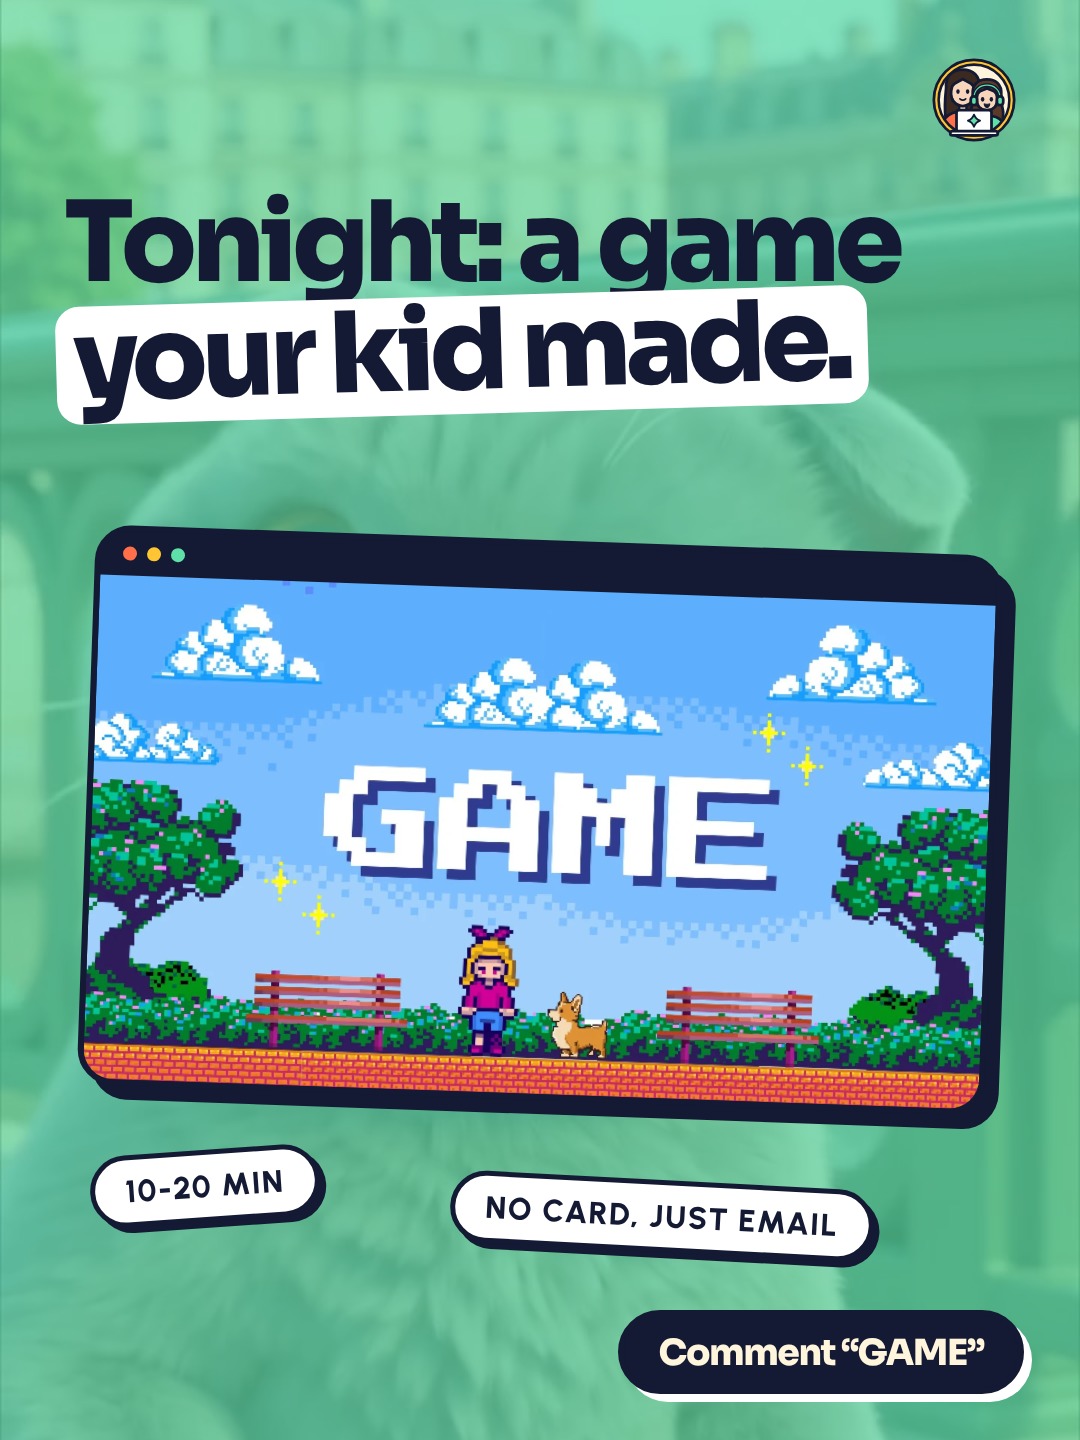 Tonight: a game
your kid made.
GAME
10-20 MIN
NO CARD, JUST EMAIL
Comment “GAME”